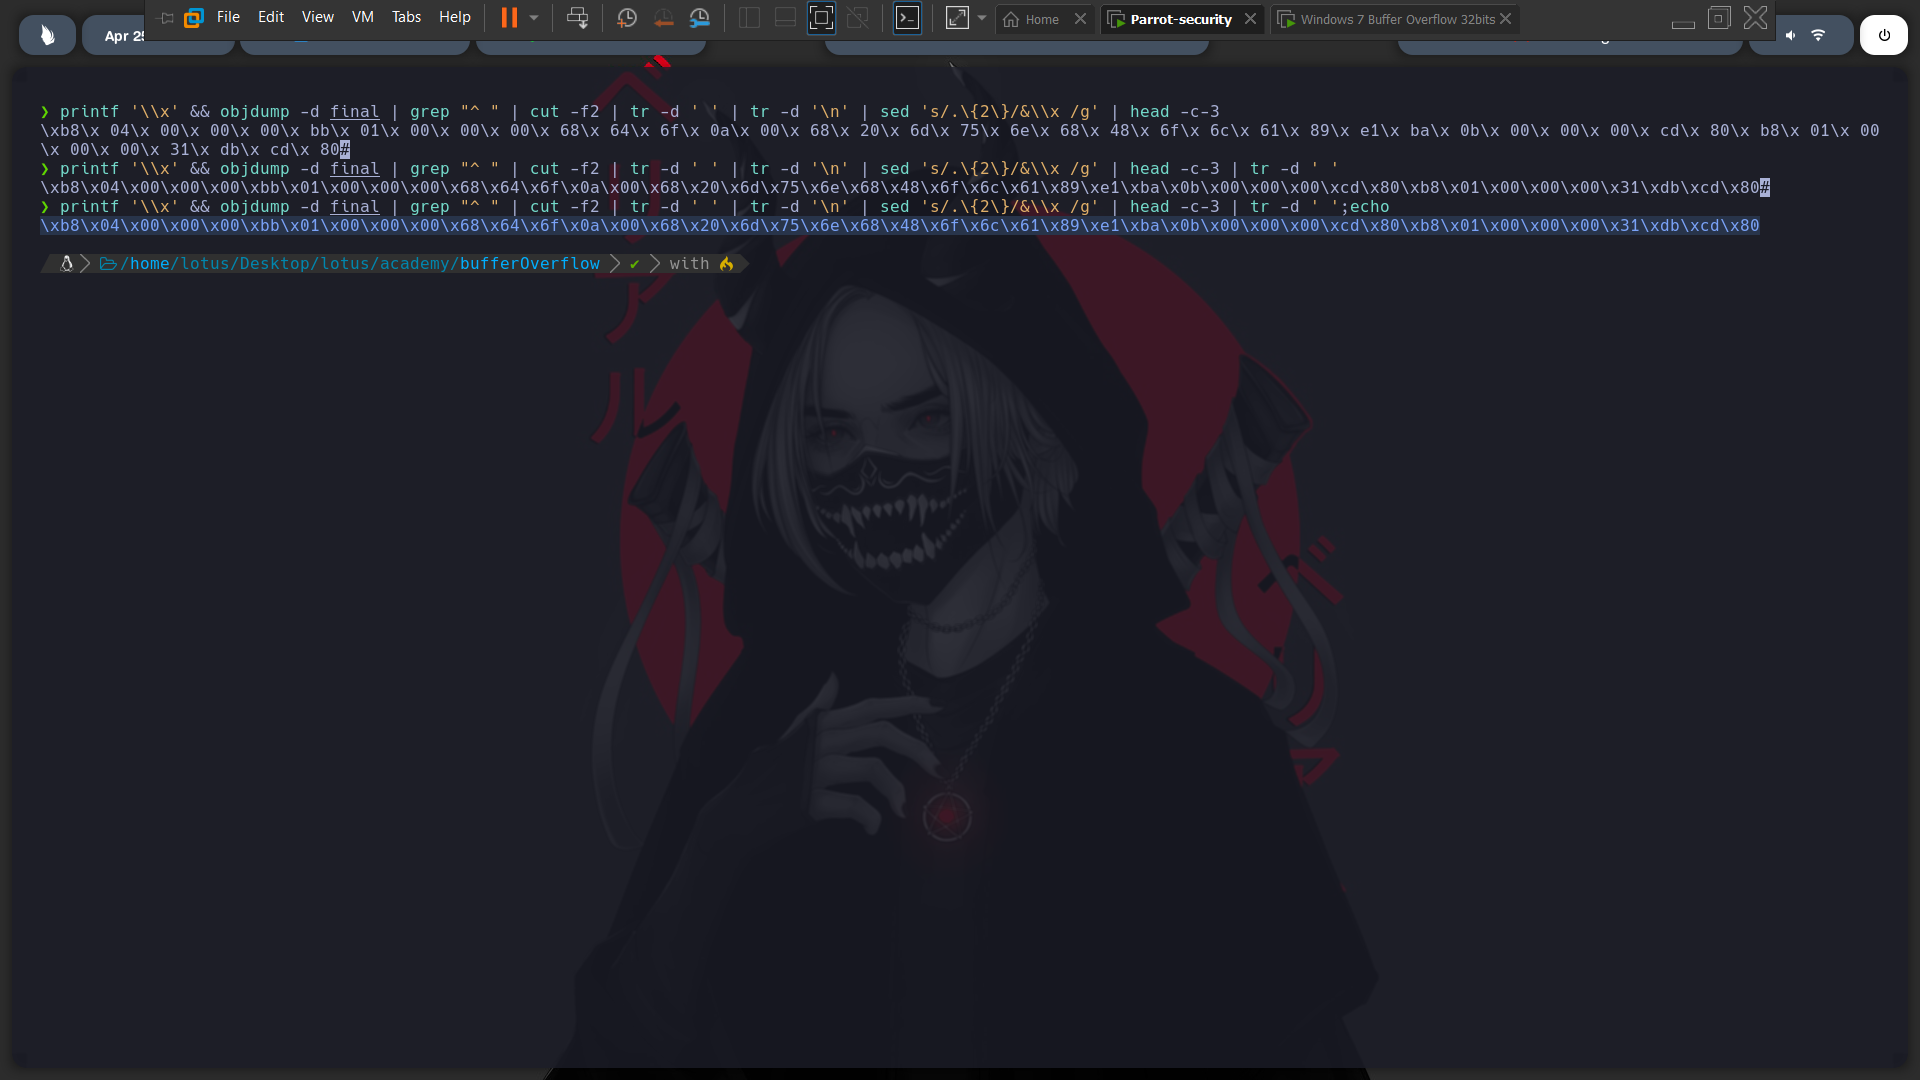 File Edit View VM Tabs Help Home Parrot-security Windows 7 Buffer Overflow 32bits
Apr 25
❯ printf '\\x' && objdump -d final | grep "^ " | cut -f2 | tr -d ' ' | tr -d '\n' | sed 's/.\{2\}/&\\x /g' | head -c-3
\xb8\x 04\x 00\x 00\x 00\x bb\x 01\x 00\x 00\x 00\x 68\x 64\x 6f\x 0a\x 00\x 68\x 20\x 6d\x 75\x 6e\x 68\x 48\x 6f\x 6c\x 61\x 89\x e1\x ba\x 0b\x 00\x 00\x 00\x cd\x 80\x b8\x 01\x 00
\x 00\x 00\x 31\x db\x cd\x 80#
❯ printf '\\x' && objdump -d final | grep "^ " | cut -f2 | tr -d ' ' | tr -d '\n' | sed 's/.\{2\}/&\\x /g' | head -c-3 | tr -d ' '
\xb8\x04\x00\x00\x00\xbb\x01\x00\x00\x00\x68\x64\x6f\x0a\x00\x68\x20\x6d\x75\x6e\x68\x48\x6f\x6c\x61\x89\xe1\xba\x0b\x00\x00\x00\xcd\x80\xb8\x01\x00\x00\x00\x31\xdb\xcd\x80#
❯ printf '\\x' && objdump -d final | grep "^ " | cut -f2 | tr -d ' ' | tr -d '\n' | sed 's/.\{2\}/&\\x /g' | head -c-3 | tr -d ' ';echo
\xb8\x04\x00\x00\x00\xbb\x01\x00\x00\x00\x68\x64\x6f\x0a\x00\x68\x20\x6d\x75\x6e\x68\x48\x6f\x6c\x61\x89\xe1\xba\x0b\x00\x00\x00\xcd\x80\xb8\x01\x00\x00\x00\x31\xdb\xcd\x80
/home/lotus/Desktop/lotus/academy/bufferOverflow ✔ with 🔥